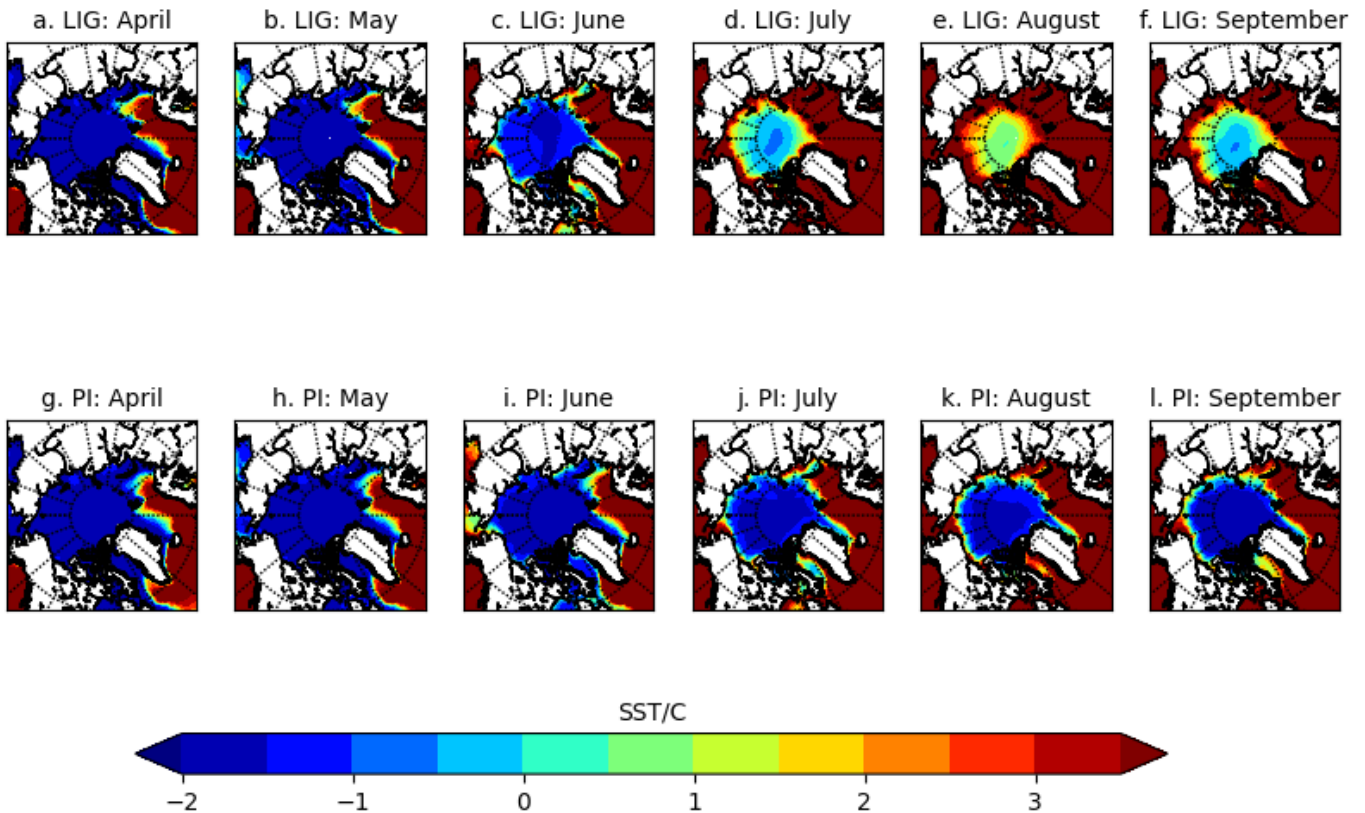 a. LIG: April b. LIG: May c. LIG: June d. LIG: July e. LIG: August f. LIG: September
g. PI: April h. PI: May i. PI: June j. PI: July k. PI: August l. PI: September
SST/C
−2 −1 0 1 2 3